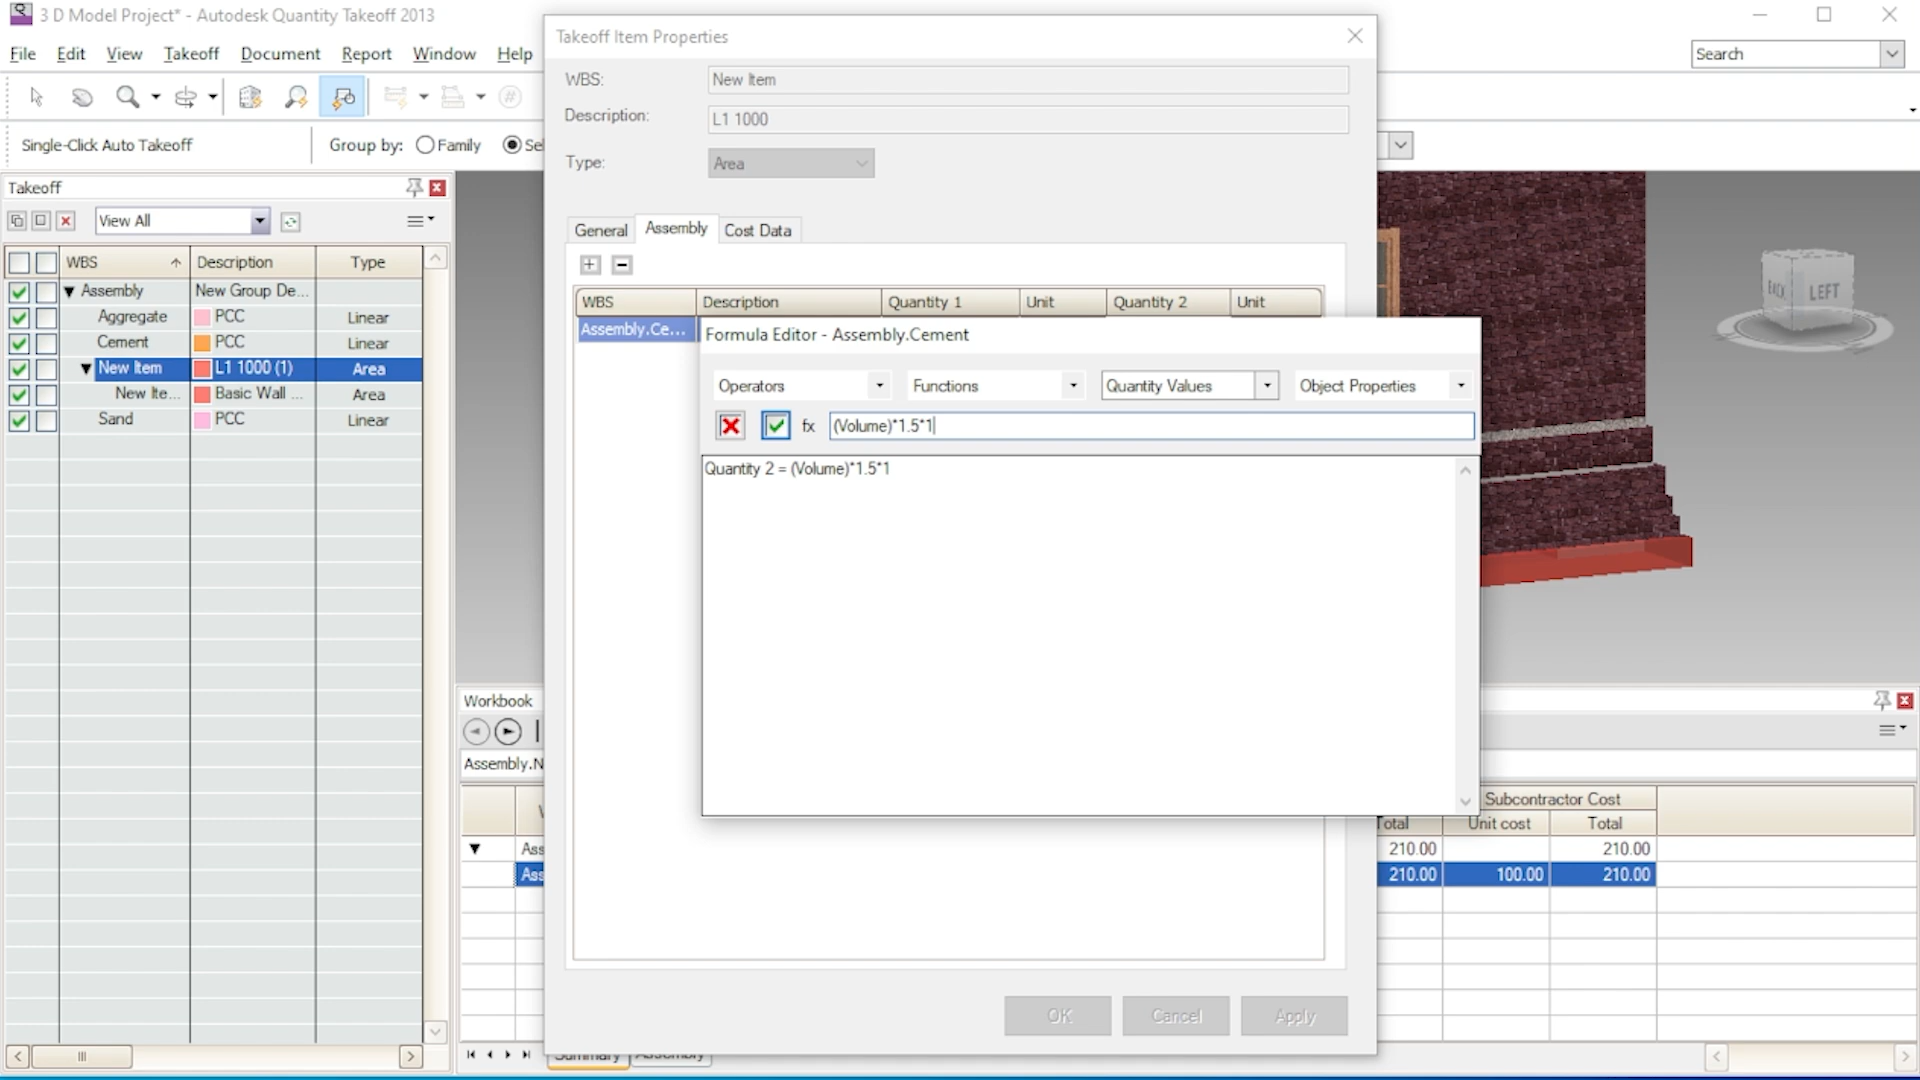 3 D Model Project* - Autodesk Quantity Takeoff 2013
File Edit View Takeoff Document Report Window Help
Search
Single-Click Auto Takeoff
Group by: Family Se
Takeoff
View All
WBS Description Type
Assembly New Group De...
Aggregate PCC Linear
Cement PCC Linear
New Item L1 1000 (1) Area
New Ite... Basic Wall ... Area
Sand PCC Linear
Takeoff Item Properties
WBS: New Item
Description: L1 1000
Type: Area
General Assembly Cost Data
WBS Description Quantity 1 Unit Quantity 2 Unit
Assembly.Ce...
Formula Editor - Assembly.Cement
Operators Functions Quantity Values Object Properties
fx (Volume)*1.5*1
Quantity 2 = (Volume)*1.5*1
OK Cancel Apply
BACK LEFT
Workbook
Assembly.N
Subcontractor Cost
Total Unit cost Total
Ass 210.00 210.00
Ass 210.00 100.00 210.00
Summary Assembly